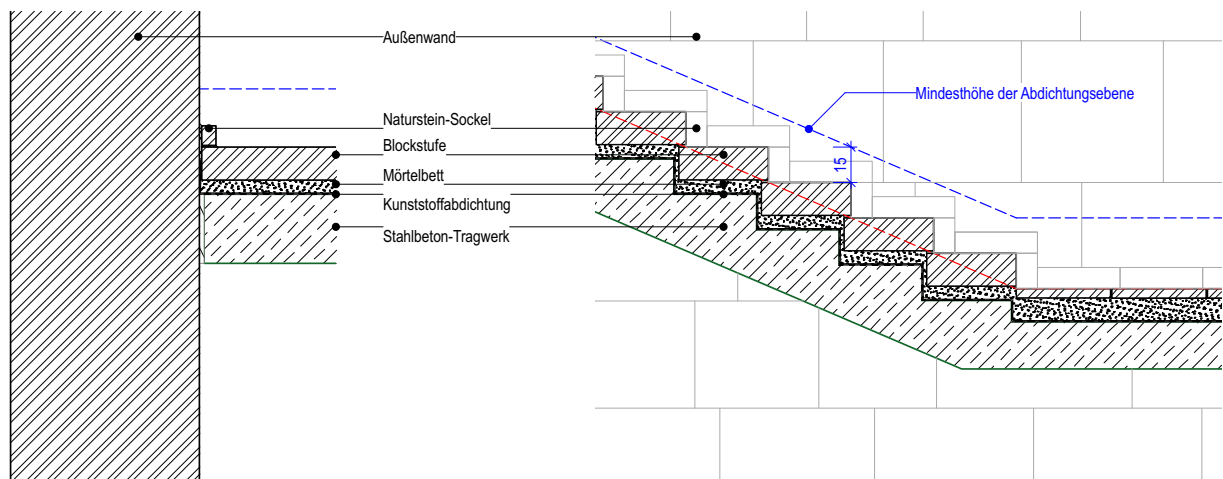 Außenwand
Mindesthöhe der Abdichtungsebene
Naturstein-Sockel
Blockstufe
15
Mörtelbett
Kunststoffabdichtung
Stahlbeton-Tragwerk